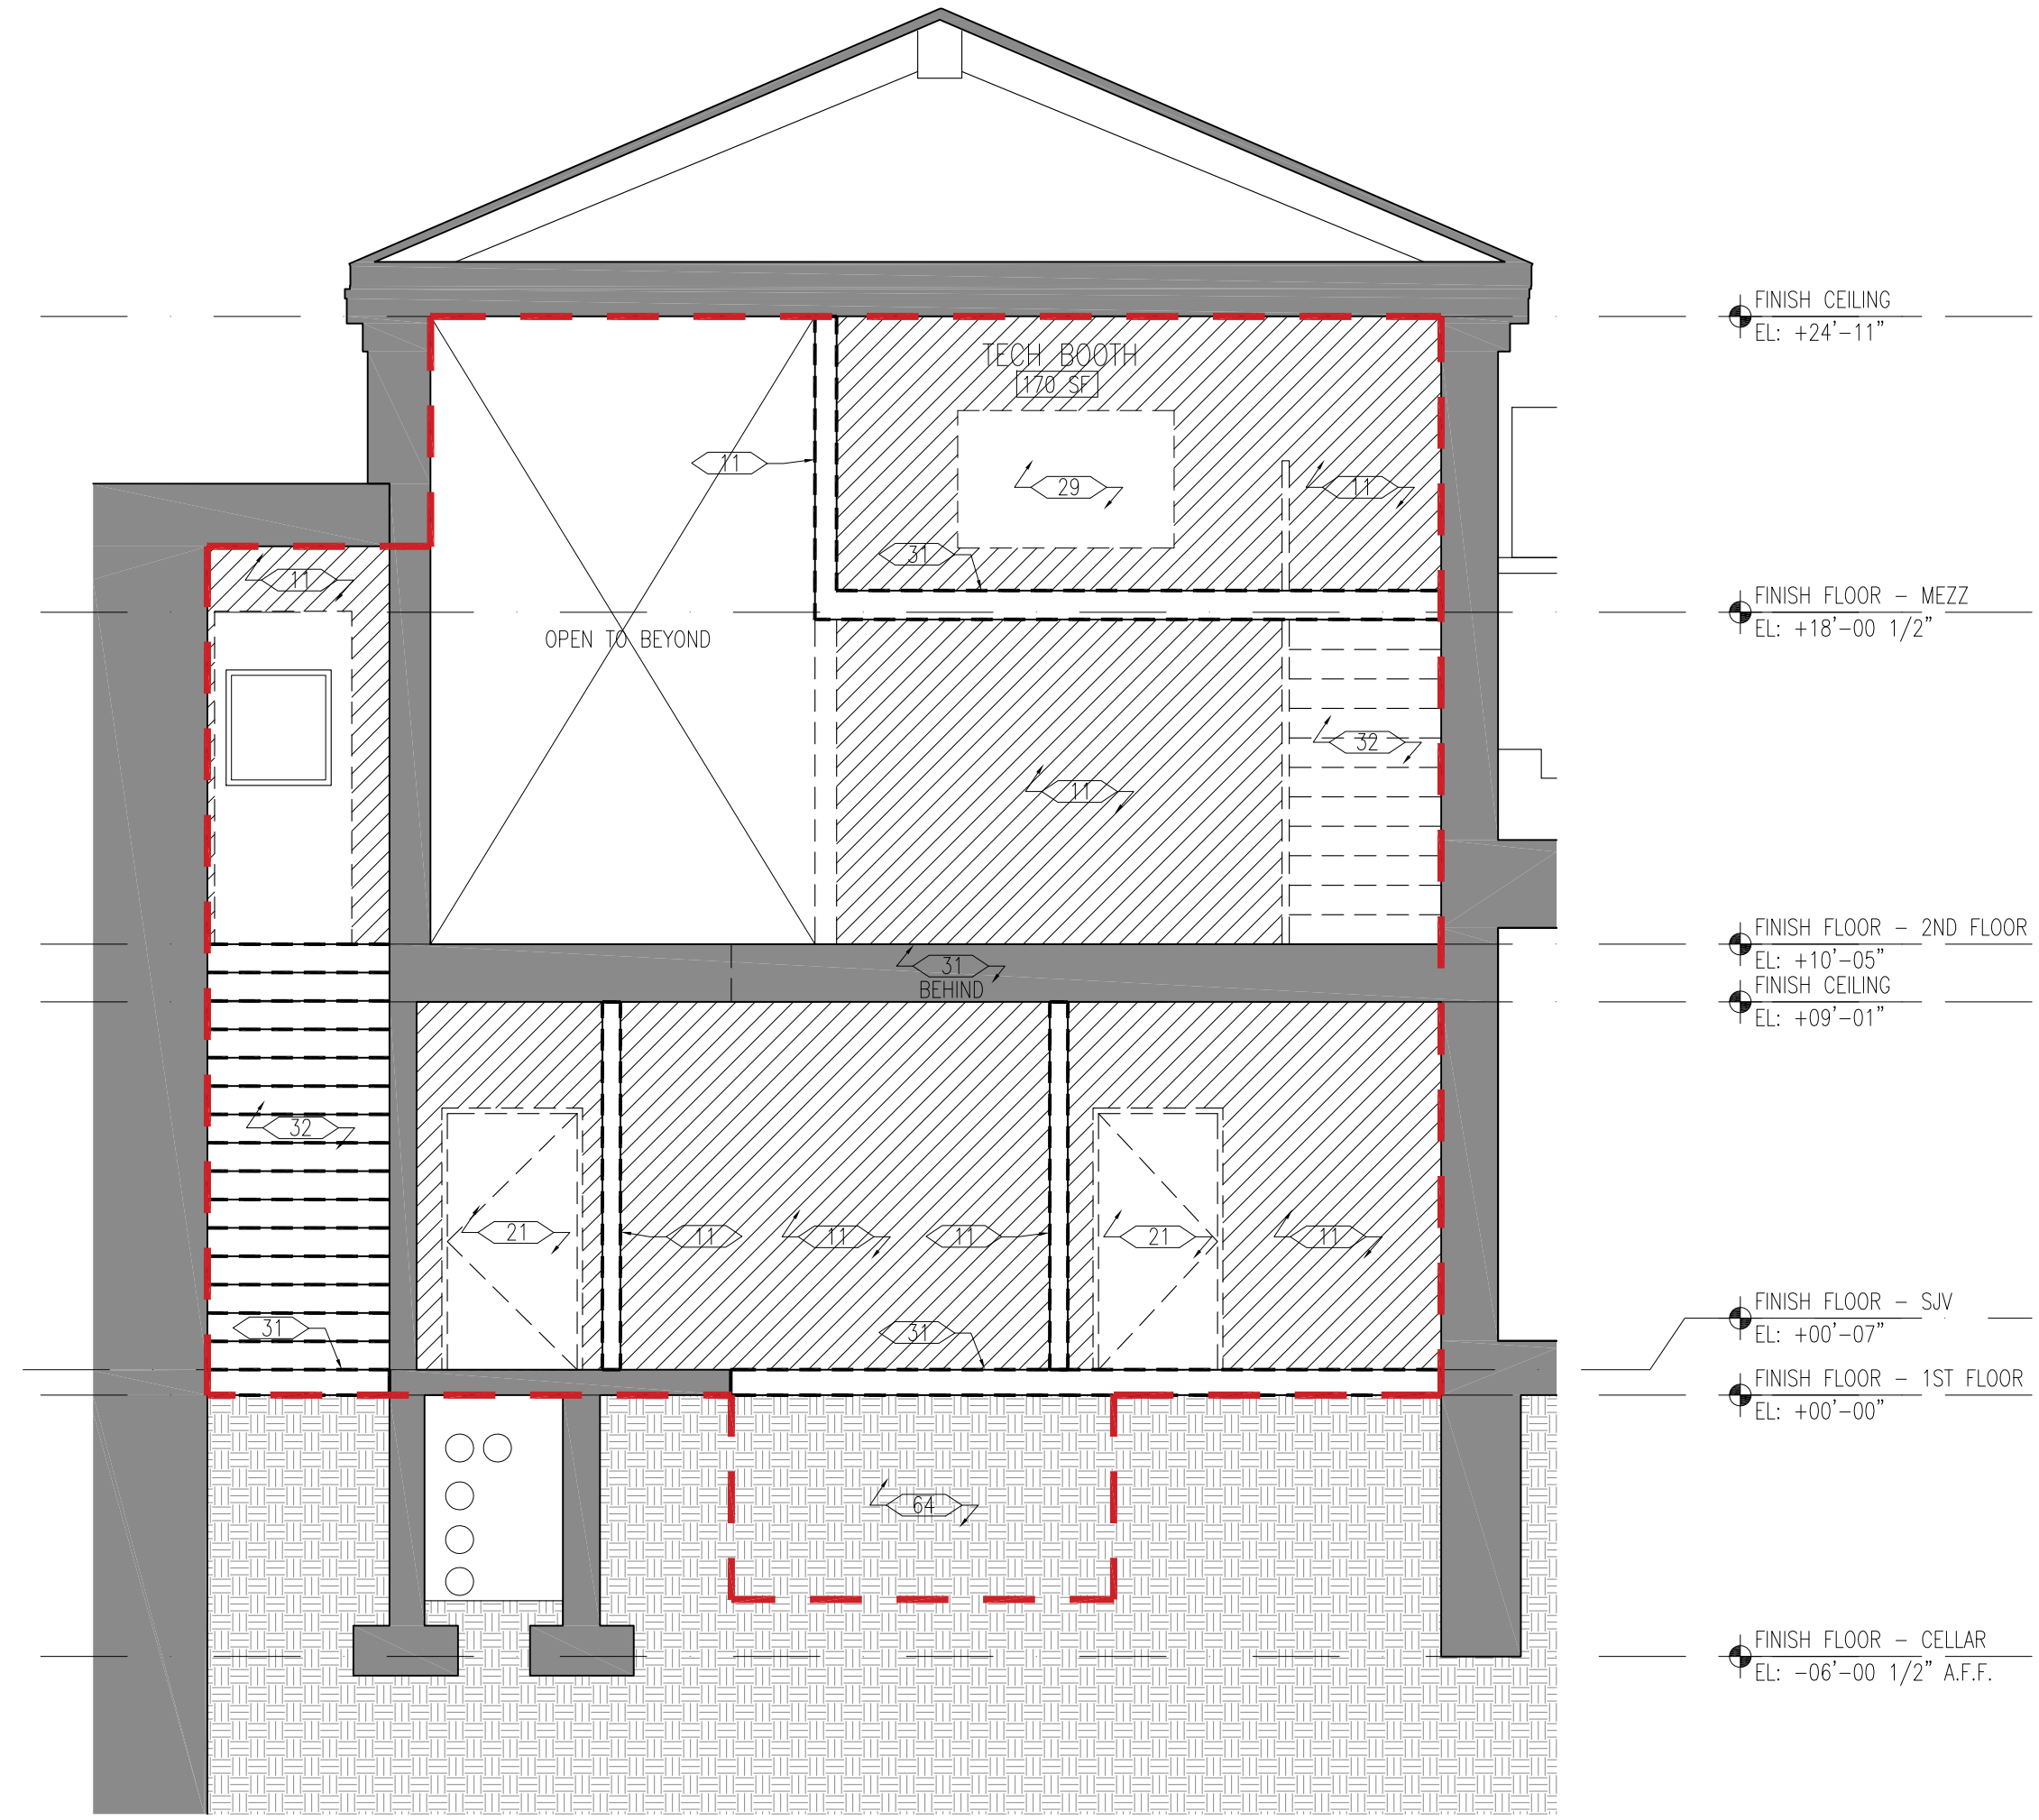 FINISH CEILING
EL: +24'-11"
TECH BOOTH
170 SF
11
29
11
31
11
FINISH FLOOR - MEZZ
EL: +18'-00 1/2"
OPEN TO BEYOND
32
11
FINISH FLOOR - 2ND FLOOR
EL: +10'-05"
31
BEHIND
FINISH CEILING
EL: +09'-01"
32
21
11
11
11
21
11
31
31
FINISH FLOOR - SJV
EL: +00'-07"
FINISH FLOOR - 1ST FLOOR
EL: +00'-00"
64
FINISH FLOOR - CELLAR
EL: -06'-00 1/2" A.F.F.